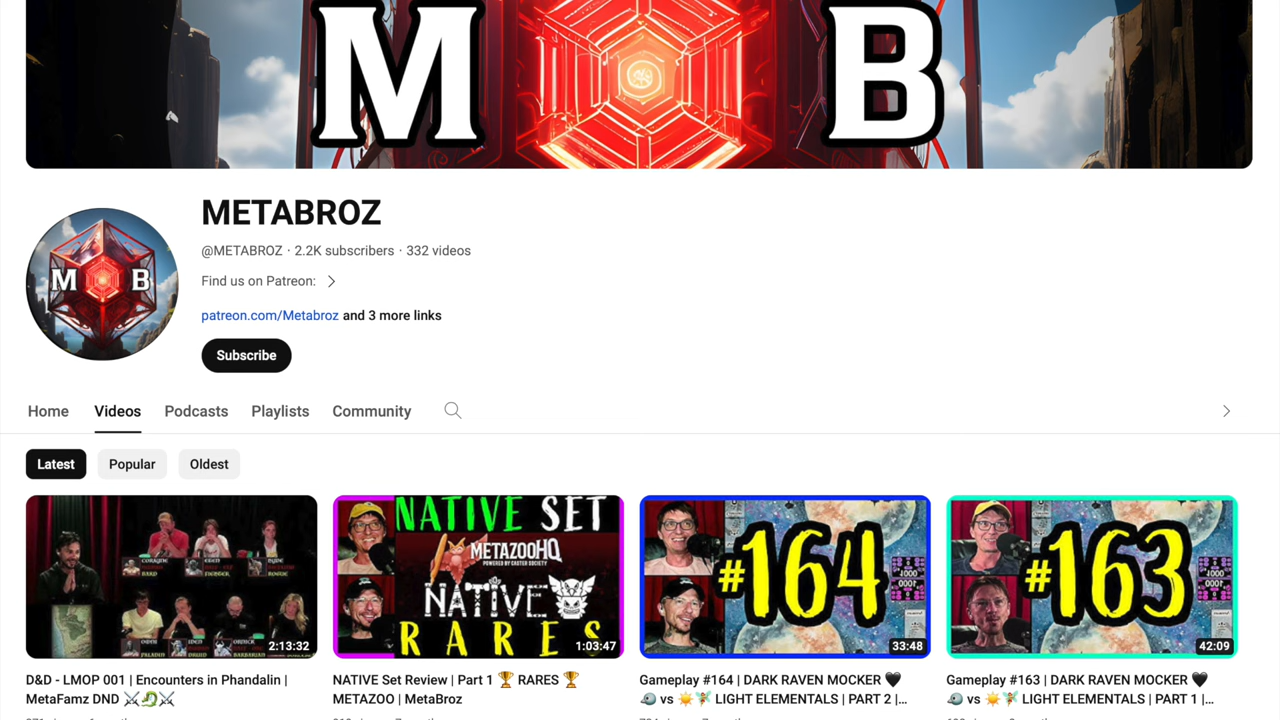 M B
METABROZ
@METABROZ · 2.2K subscribers · 332 videos
Find us on Patreon:
patreon.com/Metabroz and 3 more links
Subscribe
Home Videos Podcasts Playlists Community
Latest Popular Oldest
2:13:32
NATIVE SET
METAZOOHQ
POWERED BY CASTER SOCIETY
NATIVE
RARES
1:03:47
#164
33:48
#163
42:09
D&D - LMOP 001 | Encounters in Phandalin |
MetaFamz DND ⚔️🐉⚔️
NATIVE Set Review | Part 1 🏆 RARES 🏆
METAZOO | MetaBroz
Gameplay #164 | DARK RAVEN MOCKER 🖤
🐦‍⬛ vs ☀️🧚 LIGHT ELEMENTALS | PART 2 |...
Gameplay #163 | DARK RAVEN MOCKER 🖤
🐦‍⬛ vs ☀️🧚 LIGHT ELEMENTALS | PART 1 |...